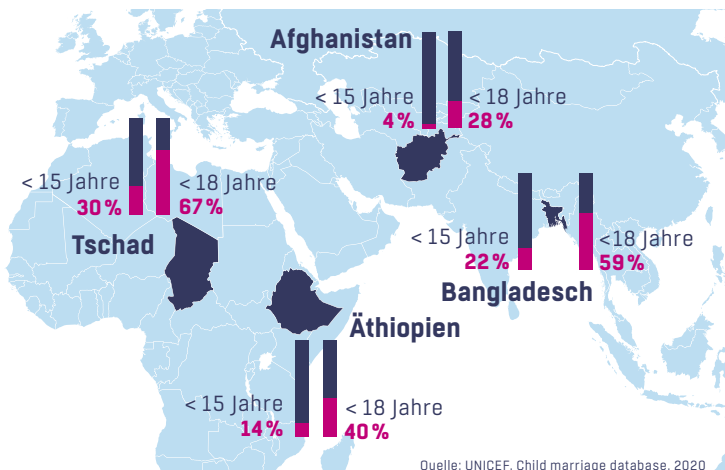 Afghanistan
< 15 Jahre
4 %
< 18 Jahre
28 %
< 15 Jahre
30 %
< 18 Jahre
67 %
Tschad
< 15 Jahre
22 %
< 18 Jahre
59 %
Bangladesch
Äthiopien
< 15 Jahre
14 %
< 18 Jahre
40 %
Quelle: UNICEF, Child marriage database, 2020